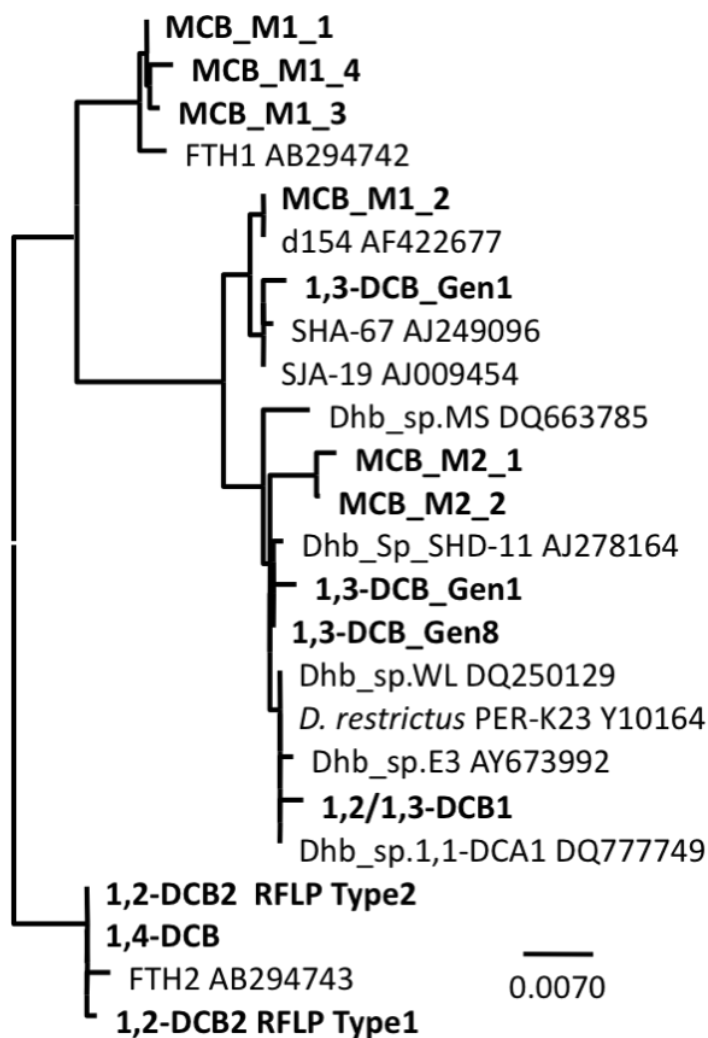 MCB_M1_1
MCB_M1_4
MCB_M1_3
FTH1 AB294742
MCB_M1_2
d154 AF422677
1,3-DCB_Gen1
SHA-67 AJ249096
SJA-19 AJ009454
Dhb_sp.MS DQ663785
MCB_M2_1
MCB_M2_2
Dhb_Sp_SHD-11 AJ278164
1,3-DCB_Gen1
1,3-DCB_Gen8
Dhb_sp.WL DQ250129
D. restrictus PER-K23 Y10164
Dhb_sp.E3 AY673992
1,2/1,3-DCB1
Dhb_sp.1,1-DCA1 DQ777749
1,2-DCB2 RFLP Type2
1,4-DCB
FTH2 AB294743
0.0070
1,2-DCB2 RFLP Type1